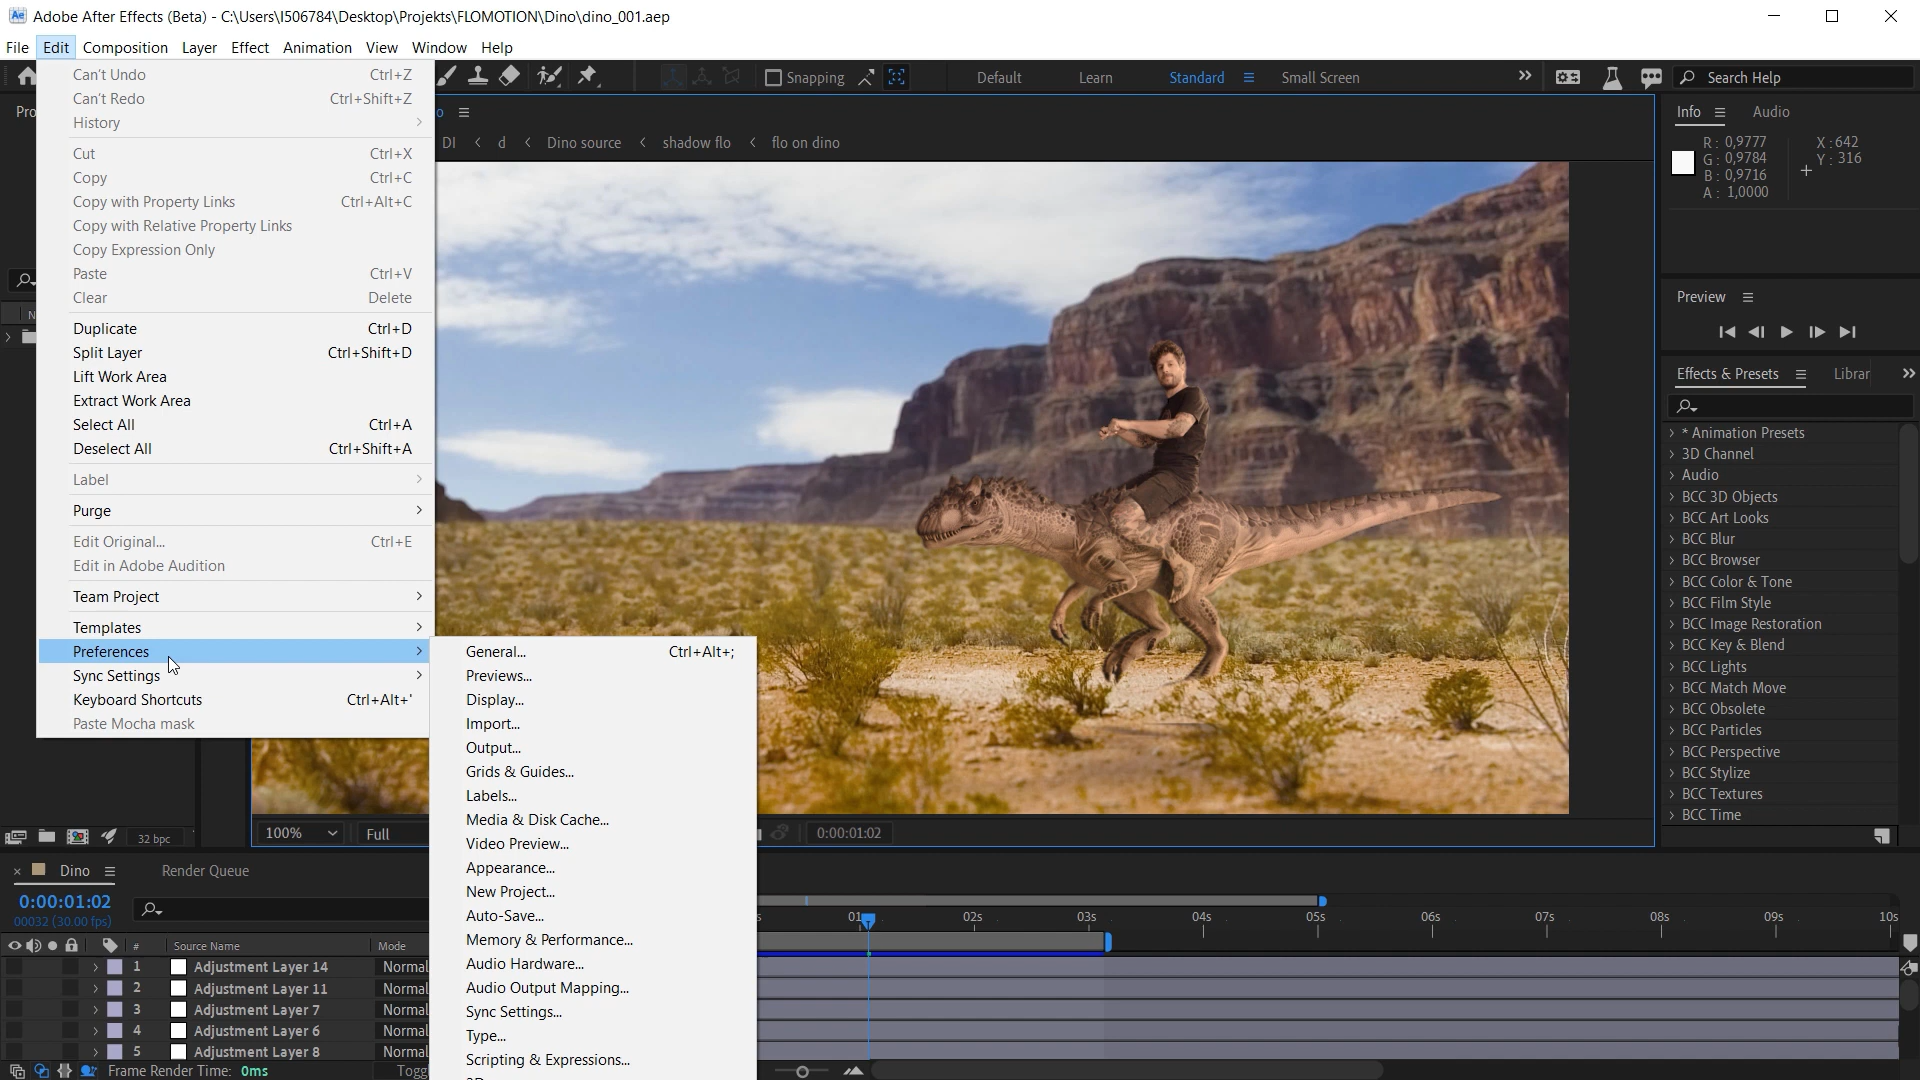 Adobe After Effects (Beta) - C:\Users\I506784\Desktop\Projekts\FLOMOTION\Dino\dino_001.aep
File Edit Composition Layer Effect Animation View Window Help
Snapping Default Learn Standard Small Screen Search Help
Can't Undo Ctrl+Z
Can't Redo Ctrl+Shift+Z
History
Cut Ctrl+X
Copy Ctrl+C
Copy with Property Links Ctrl+Alt+C
Copy with Relative Property Links
Copy Expression Only
Paste Ctrl+V
Clear Delete
Duplicate Ctrl+D
Split Layer Ctrl+Shift+D
Lift Work Area
Extract Work Area
Select All Ctrl+A
Deselect All Ctrl+Shift+A
Label
Purge
Edit Original... Ctrl+E
Edit in Adobe Audition
Team Project
Templates
Preferences
Sync Settings
Keyboard Shortcuts Ctrl+Alt+'
Paste Mocha mask
General... Ctrl+Alt+;
Previews...
Display...
Import...
Output...
Grids & Guides...
Labels...
Media & Disk Cache...
Video Preview...
Appearance...
New Project...
Auto-Save...
Memory & Performance...
Audio Hardware...
Audio Output Mapping...
Sync Settings...
Type...
Scripting & Expressions...
Pro
N
o
DI < d < Dino source < shadow flo < flo on dino
Info Audio
R: 0,9777 X: 642
G: 0,9784 Y: 316
B: 0,9716
A: 1,0000
Preview
Effects & Presets Librar
* Animation Presets
3D Channel
Audio
BCC 3D Objects
BCC Art Looks
BCC Blur
BCC Browser
BCC Color & Tone
BCC Film Style
BCC Image Restoration
BCC Key & Blend
BCC Lights
BCC Match Move
BCC Obsolete
BCC Particles
BCC Perspective
BCC Stylize
BCC Textures
BCC Time
32 bpc 100% Full 0:00:01:02
Dino Render Queue
0:00:01:02
00032 (30.00 fps)
s 01 02s 03s 04s 05s 06s 07s 08s 09s 10s
# Source Name Mode
1 Adjustment Layer 14 Normal
2 Adjustment Layer 11 Normal
3 Adjustment Layer 7 Normal
4 Adjustment Layer 6 Normal
5 Adjustment Layer 8 Normal
Frame Render Time: 0ms Toggl